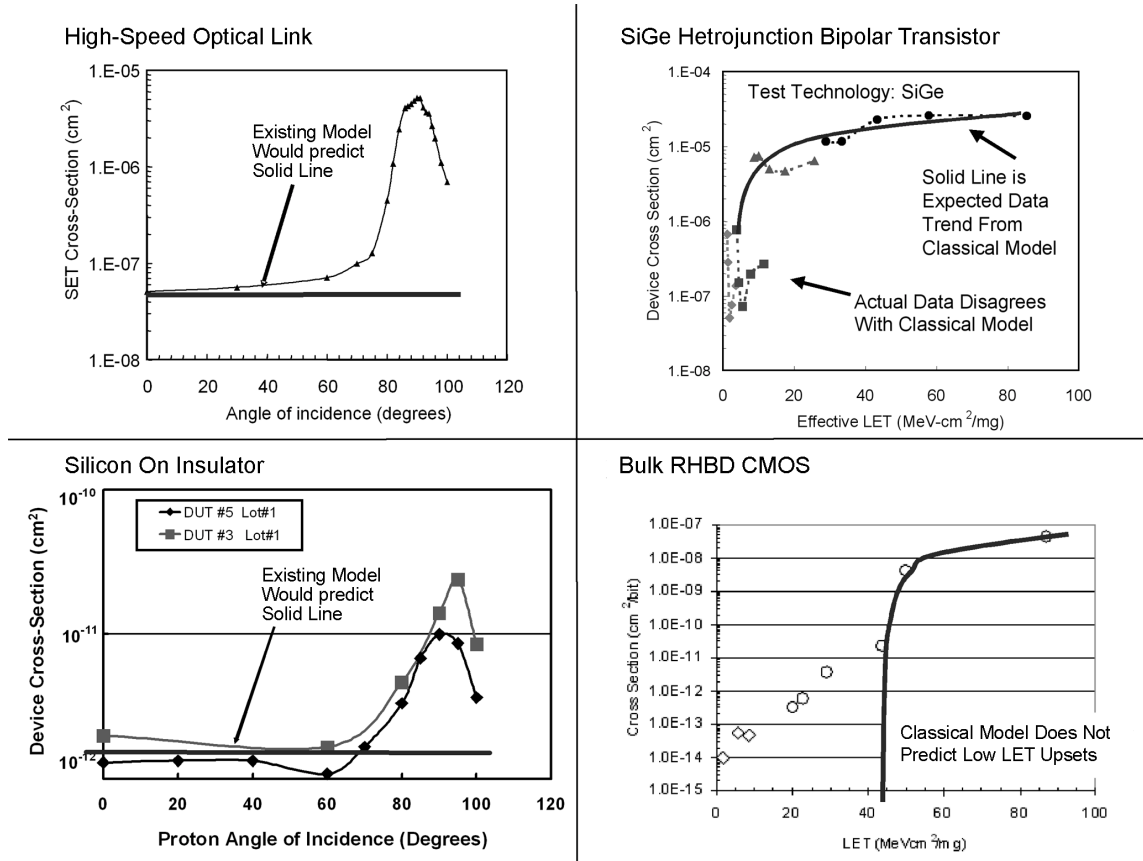 High-Speed Optical Link
1.E-05
1.E-06
1.E-07
1.E-08
SET Cross-Section (cm²)
Existing Model
Would predict
Solid Line
0 20 40 60 80 100 120
Angle of incidence (degrees)
SiGe Hetrojunction Bipolar Transistor
1.E-04
1.E-05
1.E-06
1.E-07
1.E-08
Device Cross Section (cm²)
Test Technology: SiGe
Solid Line is
Expected Data
Trend From
Classical Model
Actual Data Disagrees
With Classical Model
0 20 40 60 80 100
Effective LET (MeV-cm²/mg)
Silicon On Insulator
10⁻¹⁰
10⁻¹¹
10⁻¹²
Device Cross-Section (cm²)
DUT #5 Lot#1
DUT #3 Lot#1
Existing Model
Would predict
Solid Line
0 20 40 60 80 100 120
Proton Angle of Incidence (Degrees)
Bulk RHBD CMOS
1.0E-07
1.0E-08
1.0E-09
1.0E-10
1.0E-11
1.0E-12
1.0E-13
1.0E-14
1.0E-15
Cross Section (cm²/bit)
Classical Model Does Not
Predict Low LET Upsets
0 20 40 60 80 100
LET (MeVcm²/mg)